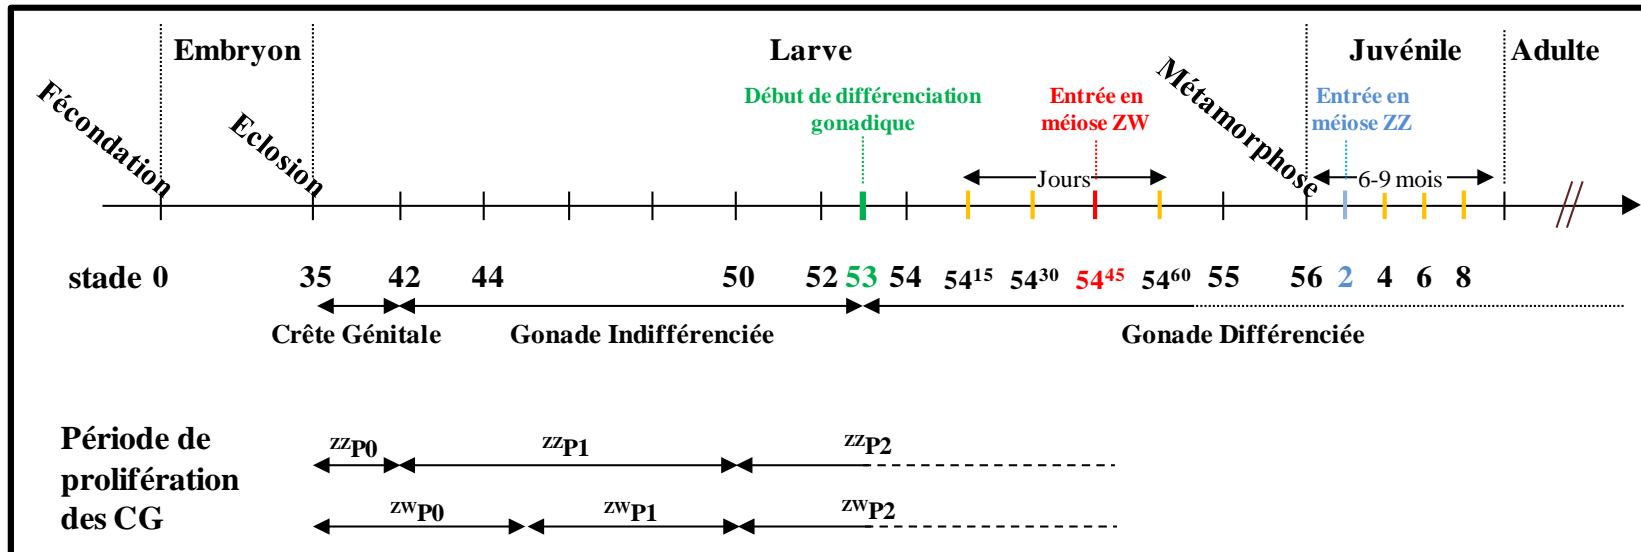 Embryon
Larve
Juvénile
Adulte
Fécondation
Eclosion
Début de différenciation
gonadique
Entrée en
méiose ZW
Métamorphose
Entrée en
méiose ZZ
Jours
6-9 mois
stade 0 35 42 44 50 52 53 54 54¹⁵ 54³⁰ 54⁴⁵ 54⁶⁰ 55 56 2 4 6 8
Crête Génitale
Gonade Indifférenciée
Gonade Différenciée
Période de
prolifération
des CG
ZZP0 ZZP1 ZZP2
ZWP0 ZWP1 ZWP2